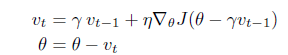 v_t = γ v_{t−1} + η∇_θ J(θ − γv_{t−1})
θ = θ − v_t